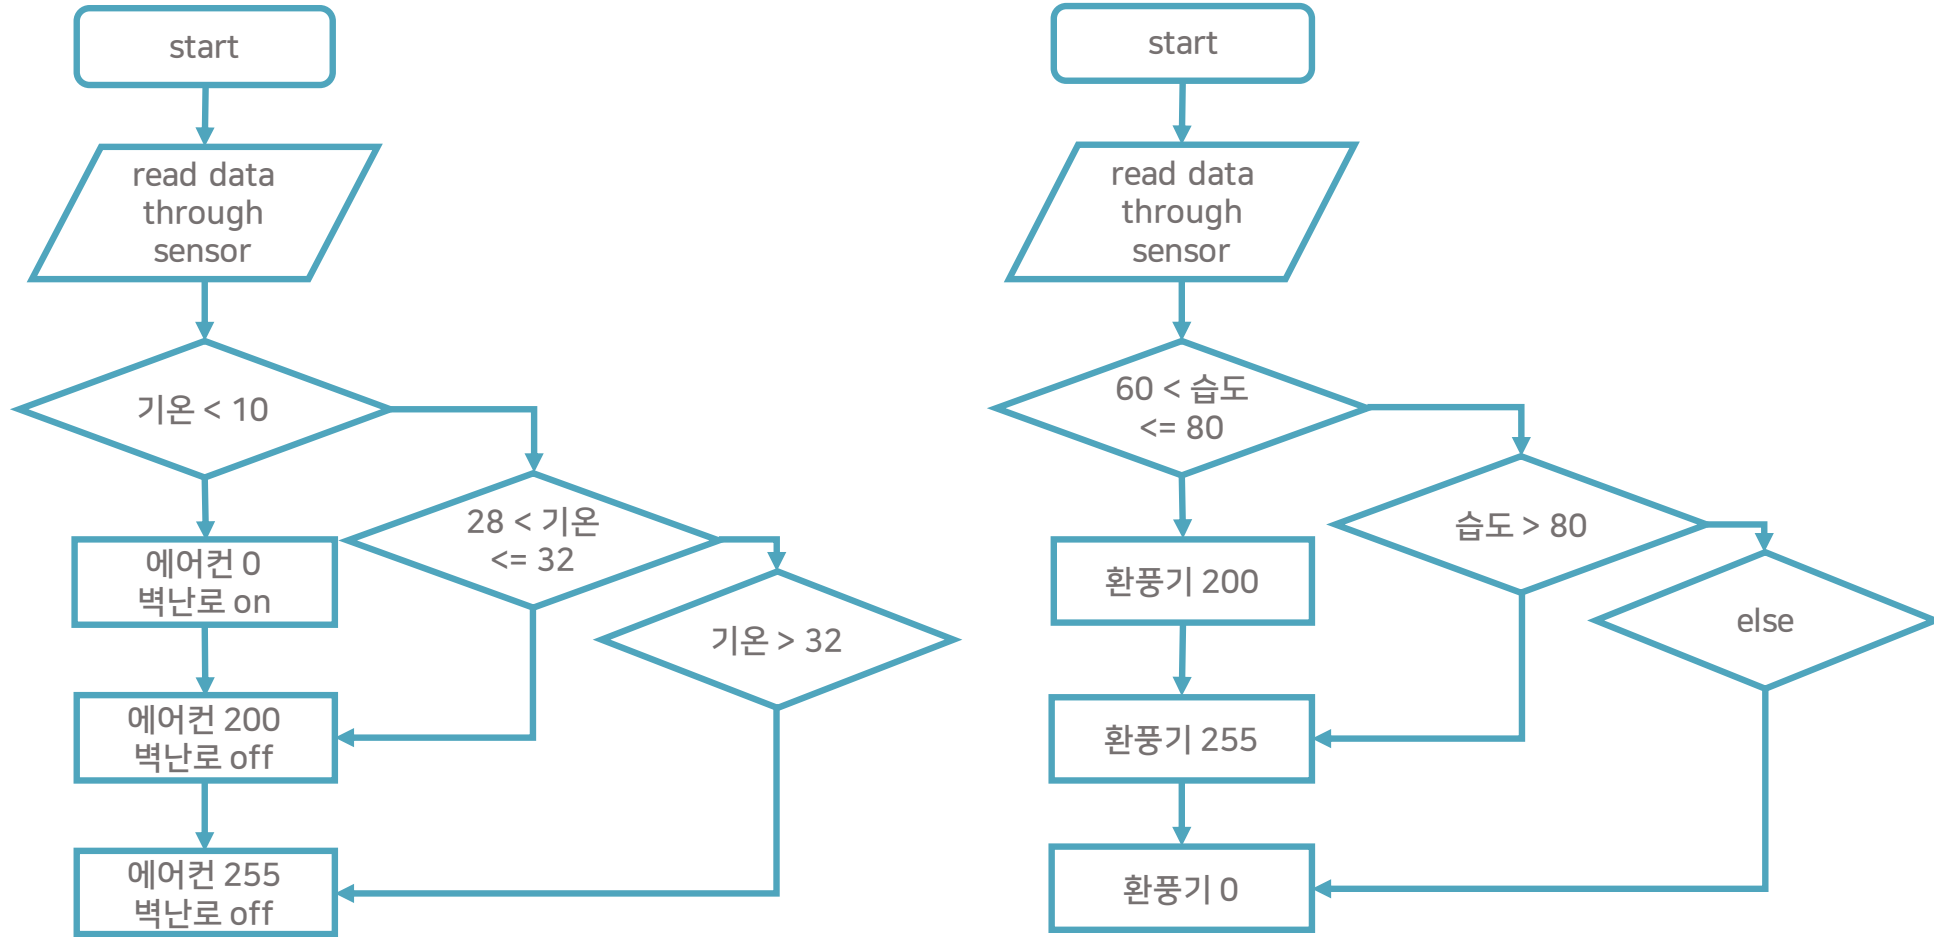 start
read data
through
sensor
기온 < 10
28 < 기온
<= 32
기온 > 32
에어컨 0
벽난로 on
에어컨 200
벽난로 off
에어컨 255
벽난로 off
start
read data
through
sensor
60 < 습도
<= 80
습도 > 80
else
환풍기 200
환풍기 255
환풍기 0